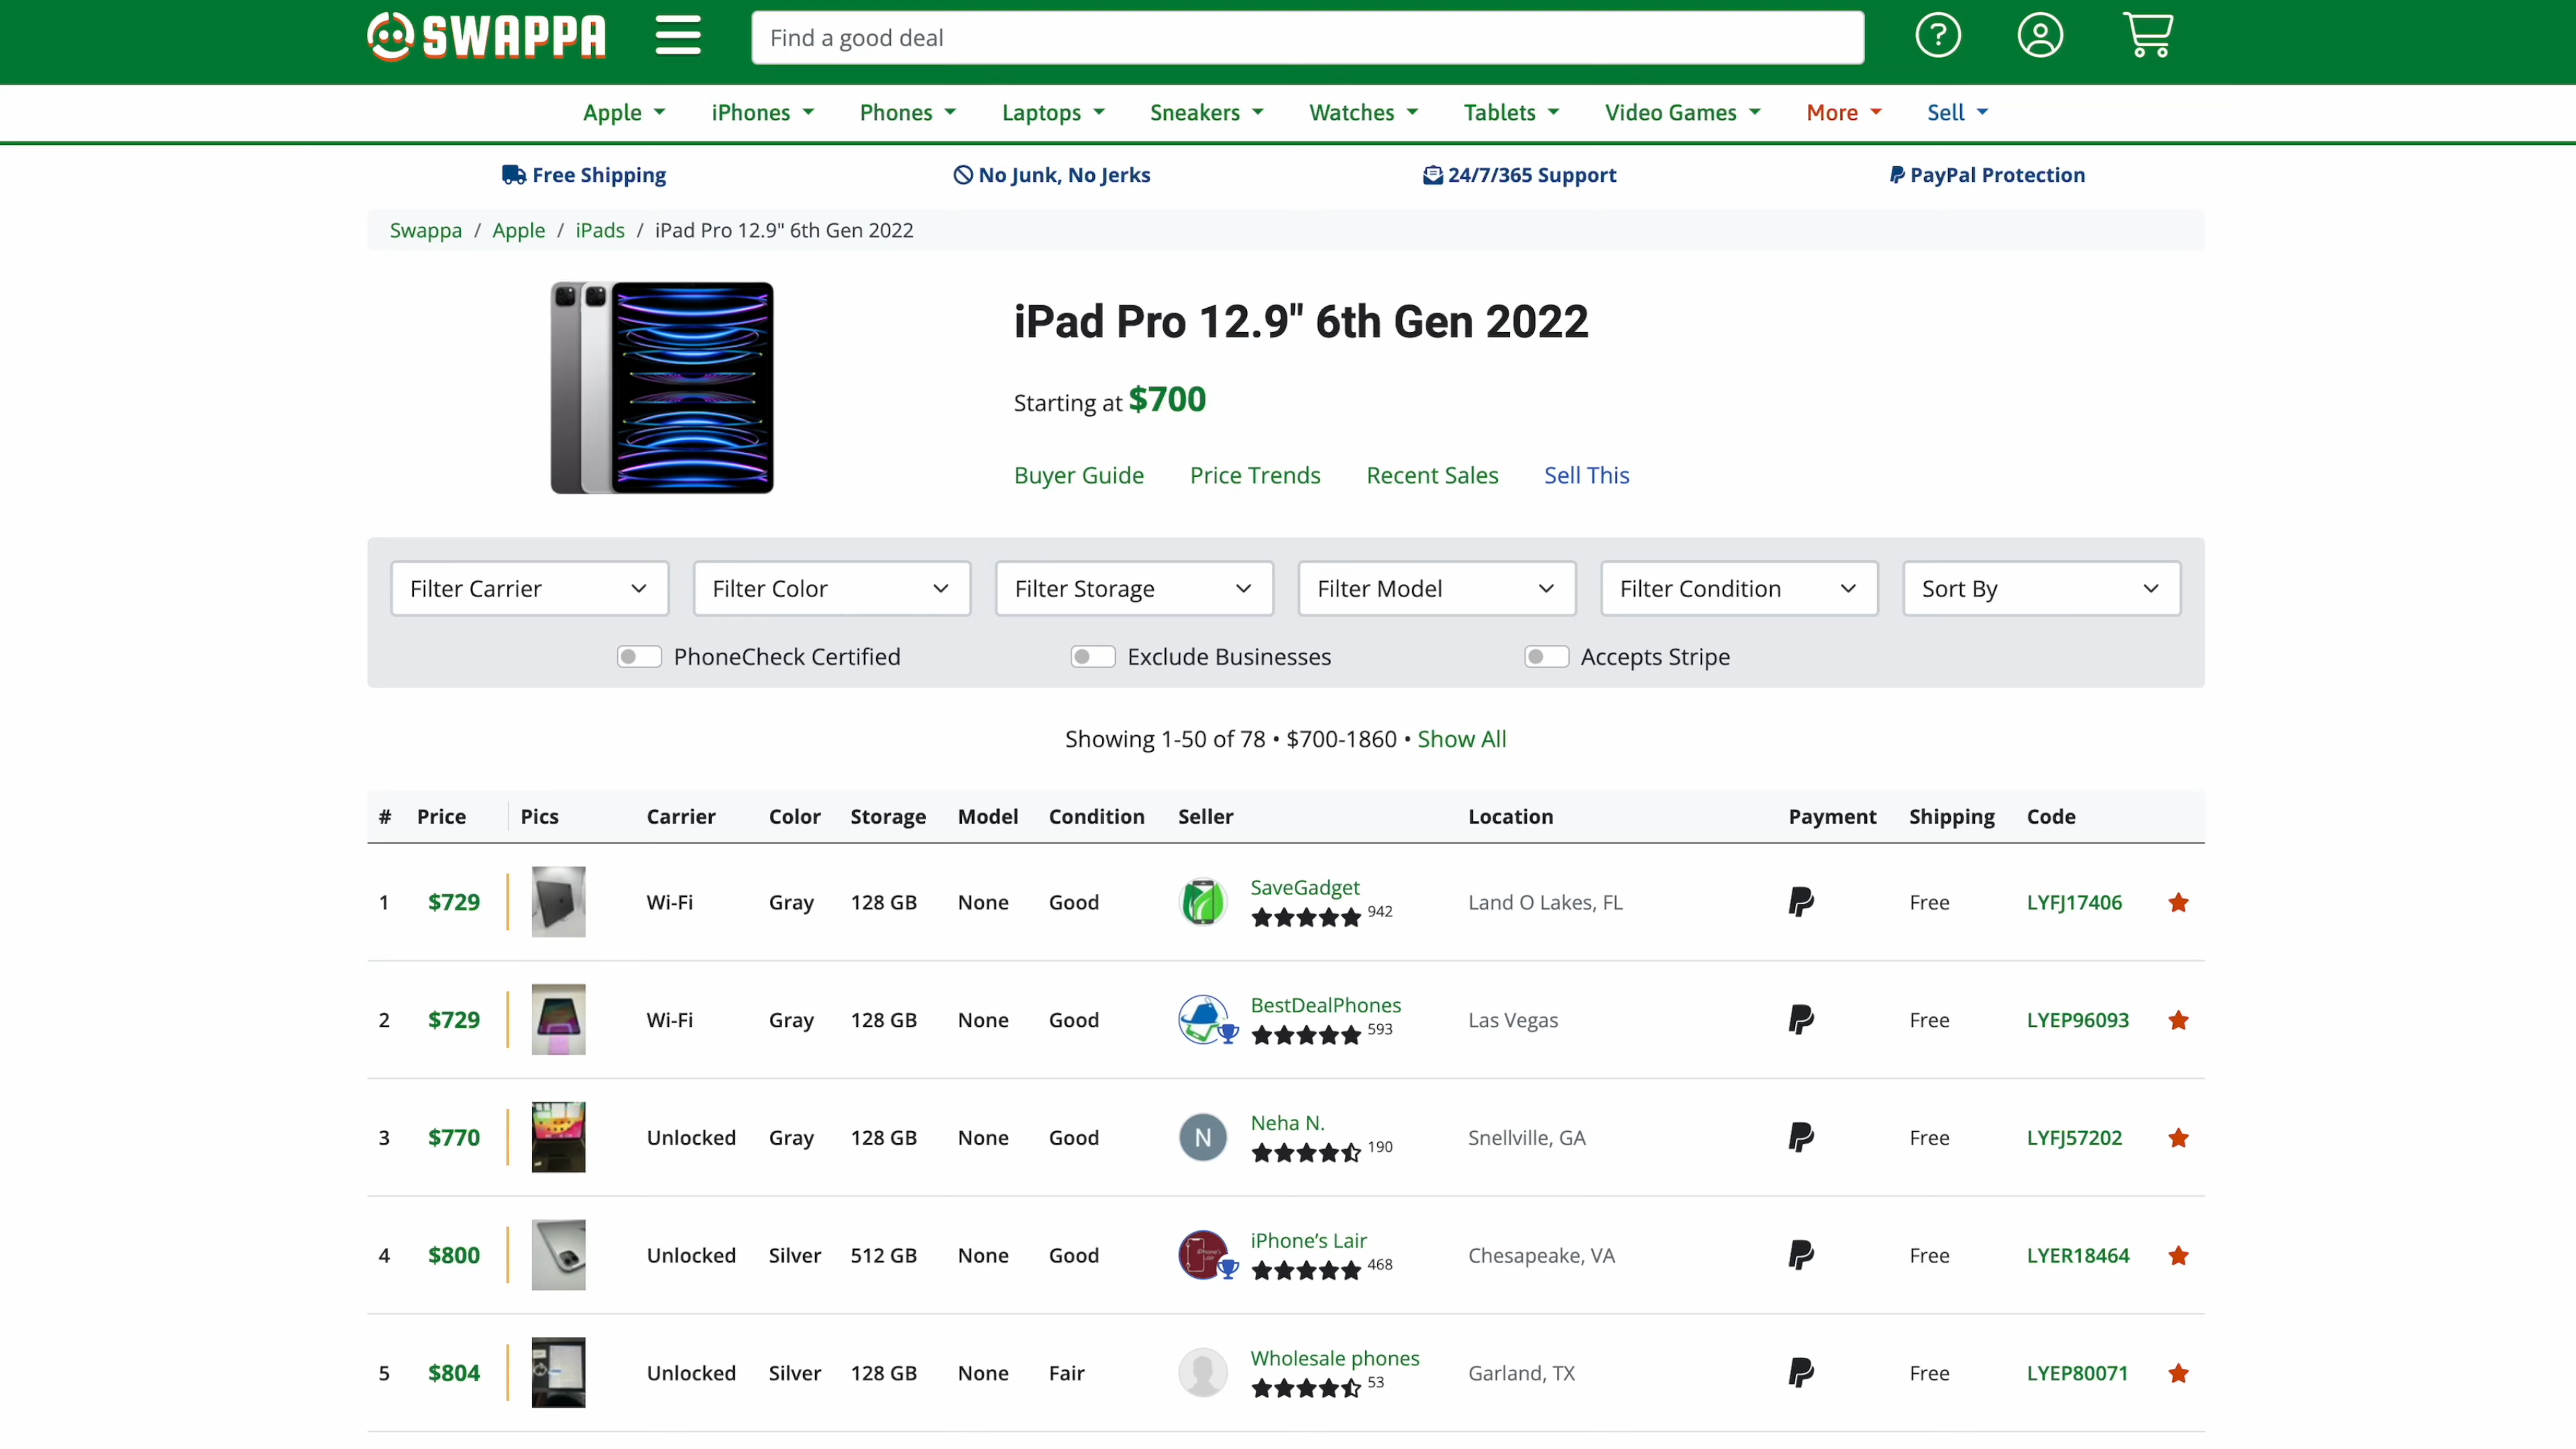 SWAPPA
Find a good deal
Apple iPhones Phones Laptops Sneakers Watches Tablets Video Games More Sell
Free Shipping No Junk, No Jerks 24/7/365 Support PayPal Protection
Swappa / Apple / iPads / iPad Pro 12.9" 6th Gen 2022
iPad Pro 12.9" 6th Gen 2022
Starting at $700
Buyer Guide Price Trends Recent Sales Sell This
Filter Carrier Filter Color Filter Storage Filter Model Filter Condition Sort By
PhoneCheck Certified Exclude Businesses Accepts Stripe
Showing 1-50 of 78 • $700-1860 • Show All
# Price Pics Carrier Color Storage Model Condition Seller Location Payment Shipping Code
1 $729 Wi-Fi Gray 128 GB None Good SaveGadget 942 Land O Lakes, FL Free LYFJ17406
2 $729 Wi-Fi Gray 128 GB None Good BestDealPhones 593 Las Vegas Free LYEP96093
3 $770 Unlocked Gray 128 GB None Good N Neha N. 190 Snellville, GA Free LYFJ57202
4 $800 Unlocked Silver 512 GB None Good iPhone's Lair iPhone’s Lair 468 Chesapeake, VA Free LYER18464
5 $804 Unlocked Silver 128 GB None Fair Wholesale phones 53 Garland, TX Free LYEP80071